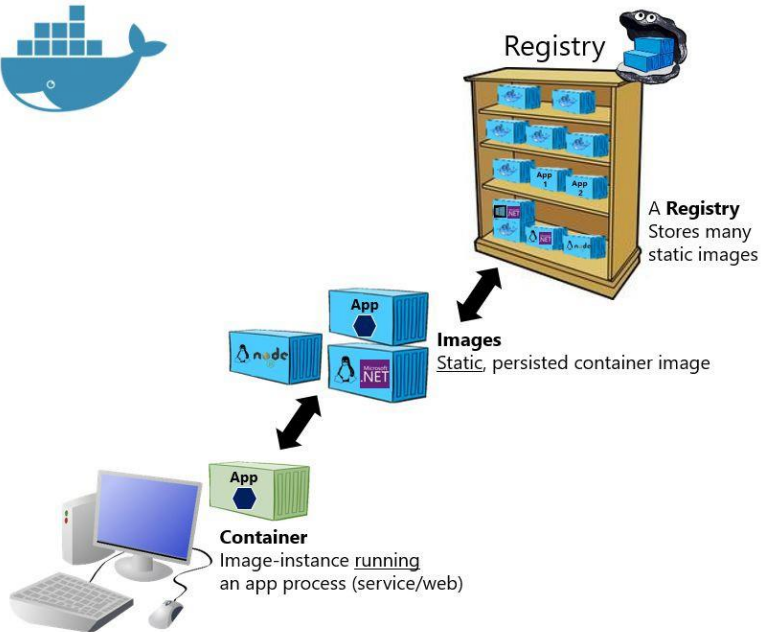 Registry
App
1
App
2
.NET
.NET
node
A Registry
Stores many
static images
App
node
Microsoft
.NET
Images
Static, persisted container image
App
Container
Image-instance running
an app process (service/web)